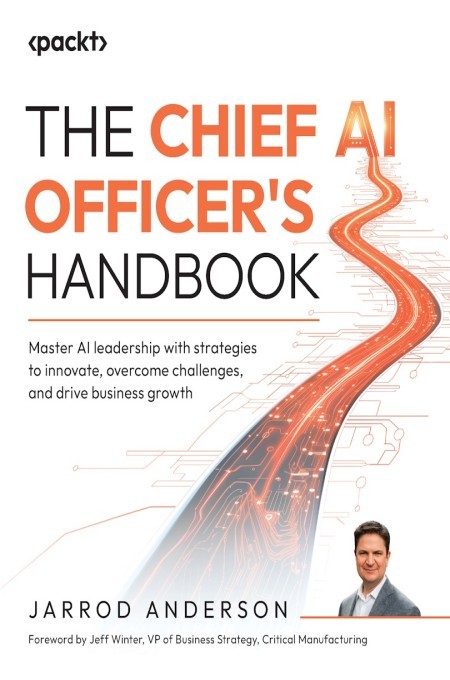 <packt>
THE CHIEF AI
OFFICER'S
HANDBOOK
Master AI leadership with strategies
to innovate, overcome challenges,
and drive business growth
JARROD ANDERSON
Foreword by Jeff Winter, VP of Business Strategy, Critical Manufacturing